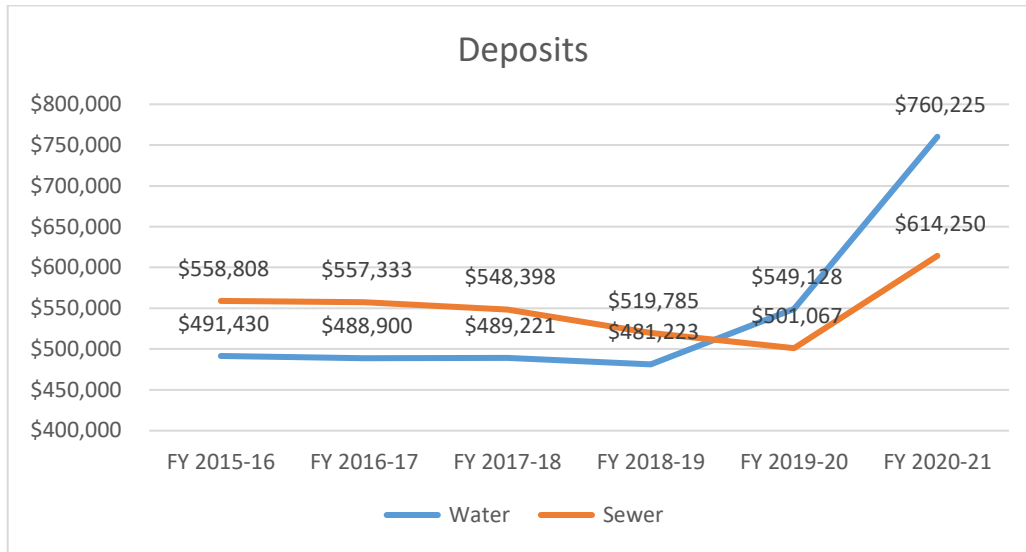 Deposits
$800,000
$750,000
$700,000
$650,000
$600,000
$550,000
$500,000
$450,000
$400,000
$760,225
$614,250
$558,808 $557,333 $548,398 $519,785 $549,128
$491,430 $488,900 $489,221 $481,223 $501,067
FY 2015-16 FY 2016-17 FY 2017-18 FY 2018-19 FY 2019-20 FY 2020-21
Water Sewer